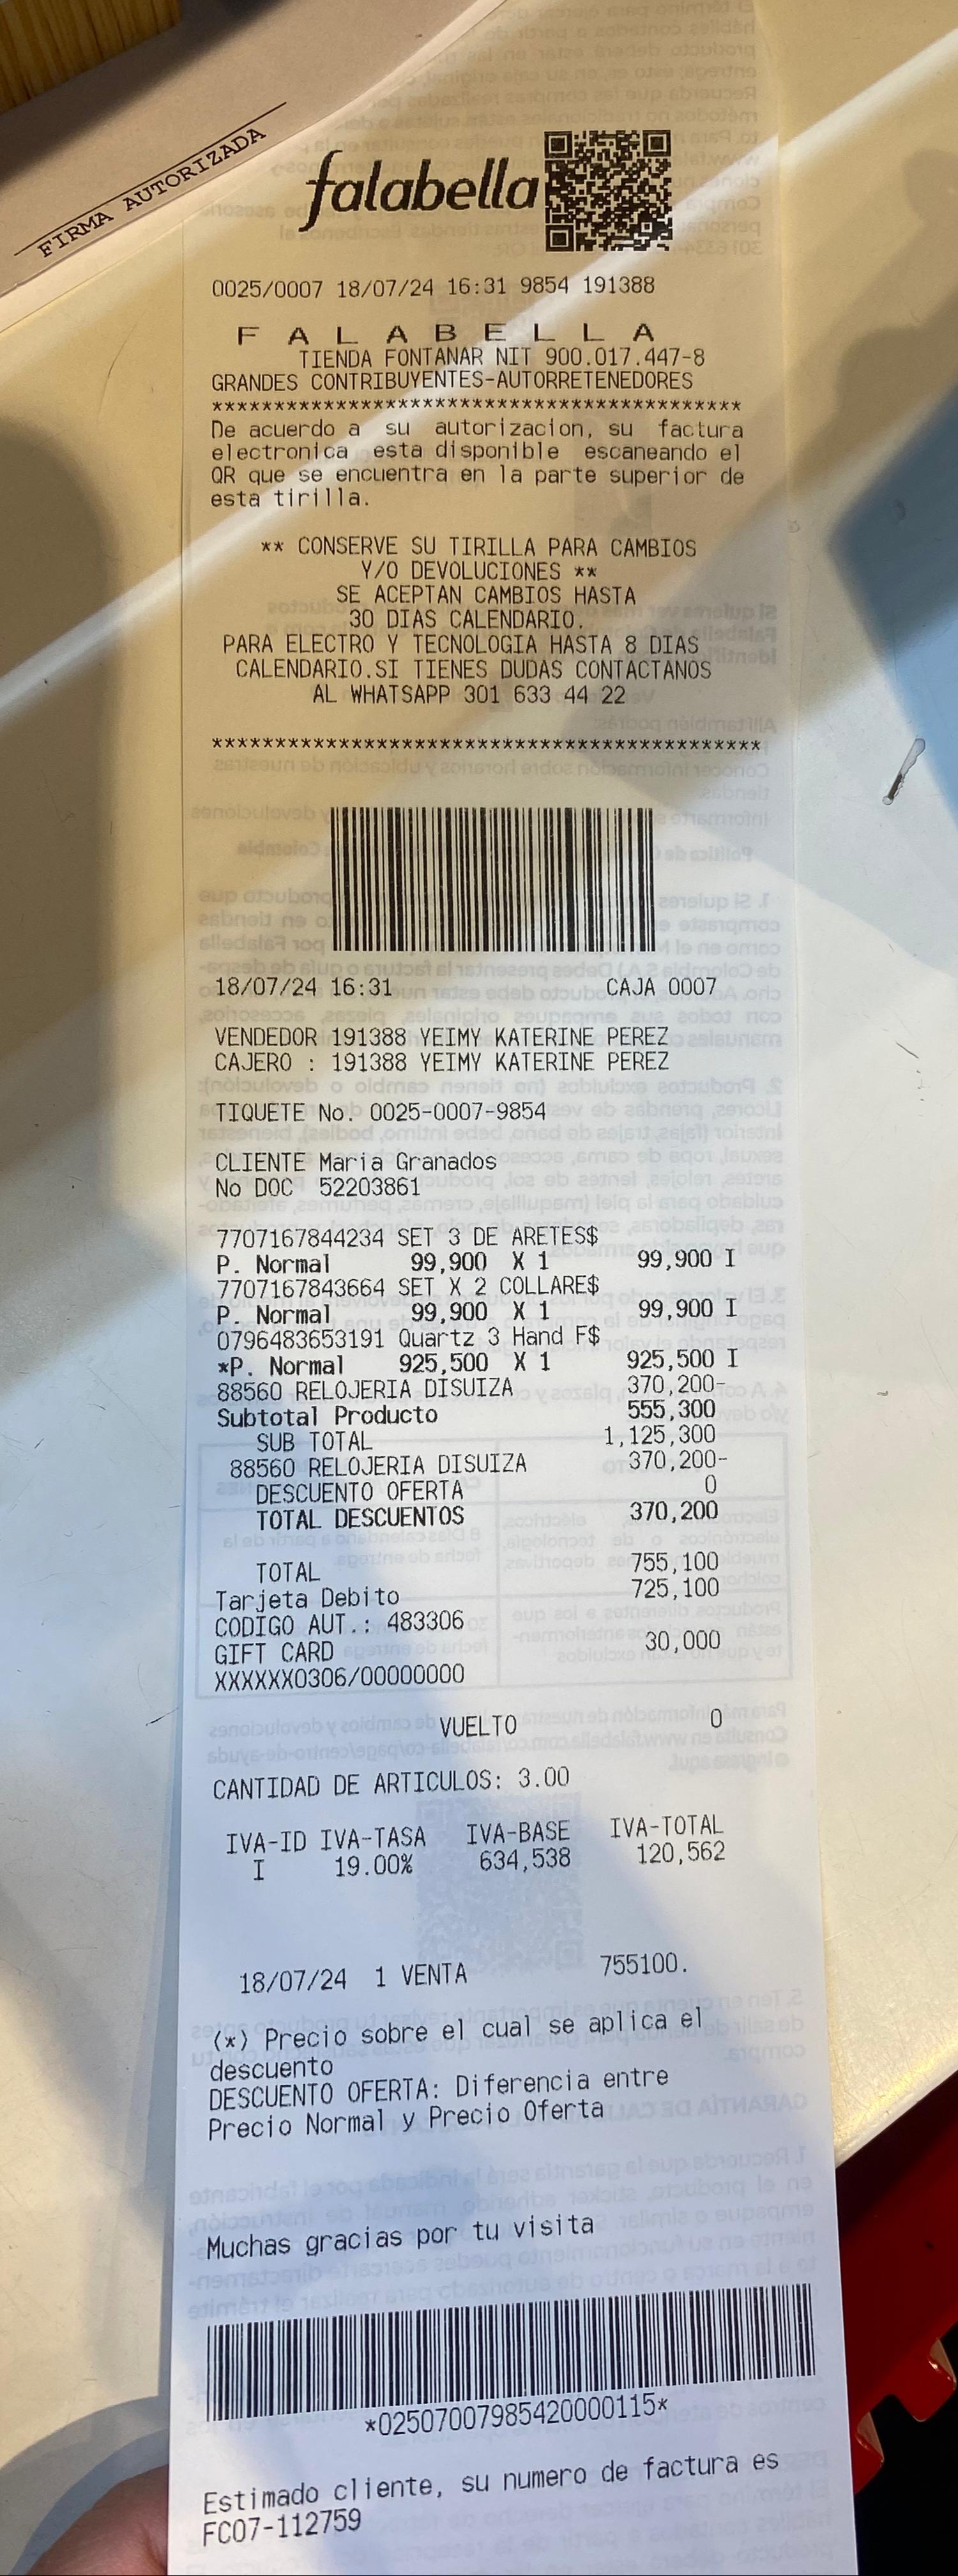 FIRMA AUTORIZADA
falabella
0025/0007 18/07/24 16:31 9854 191388
F A L A B E L L A
TIENDA FONTANAR NIT 900.017.447-8
GRANDES CONTRIBUYENTES-AUTORRETENEDORES
******************************************
De acuerdo a su autorizacion, su factura
electronica esta disponible escaneando el
QR que se encuentra en la parte superior de
esta tirilla.
** CONSERVE SU TIRILLA PARA CAMBIOS
Y/O DEVOLUCIONES **
SE ACEPTAN CAMBIOS HASTA
30 DIAS CALENDARIO.
PARA ELECTRO Y TECNOLOGIA HASTA 8 DIAS
CALENDARIO.SI TIENES DUDAS CONTACTANOS
AL WHATSAPP 301 633 44 22
********************************************
18/07/24 16:31 CAJA 0007
VENDEDOR 191388 YEIMY KATERINE PEREZ
CAJERO : 191388 YEIMY KATERINE PEREZ
TIQUETE No. 0025-0007-9854
CLIENTE Maria Granados
No DOC 52203861
7707167844234 SET 3 DE ARETES$
P. Normal 99,900 X 1 99,900 I
7707167843664 SET X 2 COLLARE$
P. Normal 99,900 X 1 99,900 I
0796483653191 Quartz 3 Hand F$
*P. Normal 925,500 X 1 925,500 I
88560 RELOJERIA DISUIZA 370,200-
Subtotal Producto 555,300
SUB TOTAL 1,125,300
88560 RELOJERIA DISUIZA 370,200-
DESCUENTO OFERTA 0
TOTAL DESCUENTOS 370,200
TOTAL 755,100
Tarjeta Debito 725,100
CODIGO AUT.: 483306
GIFT CARD 30,000
XXXXXX0306/00000000
VUELTO 0
CANTIDAD DE ARTICULOS: 3.00
IVA-ID IVA-TASA IVA-BASE IVA-TOTAL
I 19.00% 634,538 120,562
18/07/24 1 VENTA 755100.
(*) Precio sobre el cual se aplica el
descuento
DESCUENTO OFERTA: Diferencia entre
Precio Normal y Precio Oferta
Muchas gracias por tu visita
*02507007985420000115*
Estimado cliente, su numero de factura es
FC07-112759